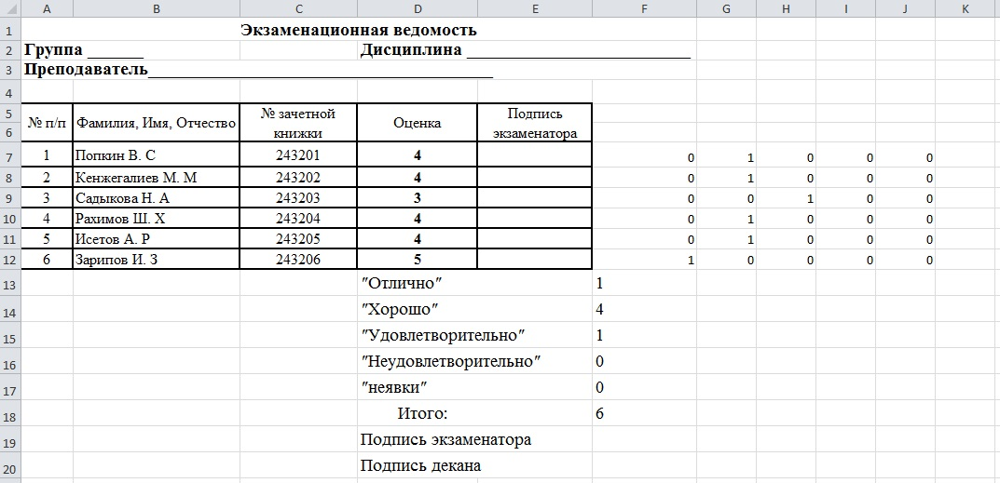 A B C D E F G H I J K
1 Экзаменационная ведомость
2 Группа ______ Дисциплина ________________________
3 Преподаватель_____________________________________
4
5 № п/п Фамилия, Имя, Отчество № зачетной Оценка Подпись
6 книжки экзаменатора
7 1 Попкин В. С 243201 4 0 1 0 0 0
8 2 Кенжегалиев М. М 243202 4 0 1 0 0 0
9 3 Садыкова Н. А 243203 3 0 0 1 0 0
10 4 Рахимов Ш. Х 243204 4 0 1 0 0 0
11 5 Исетов А. Р 243205 4 0 1 0 0 0
12 6 Зарипов И. З 243206 5 1 0 0 0 0
13 "Отлично" 1
14 "Хорошо" 4
15 "Удовлетворительно" 1
16 "Неудовлетворительно" 0
17 "неявки" 0
18 Итого: 6
19 Подпись экзаменатора
20 Подпись декана